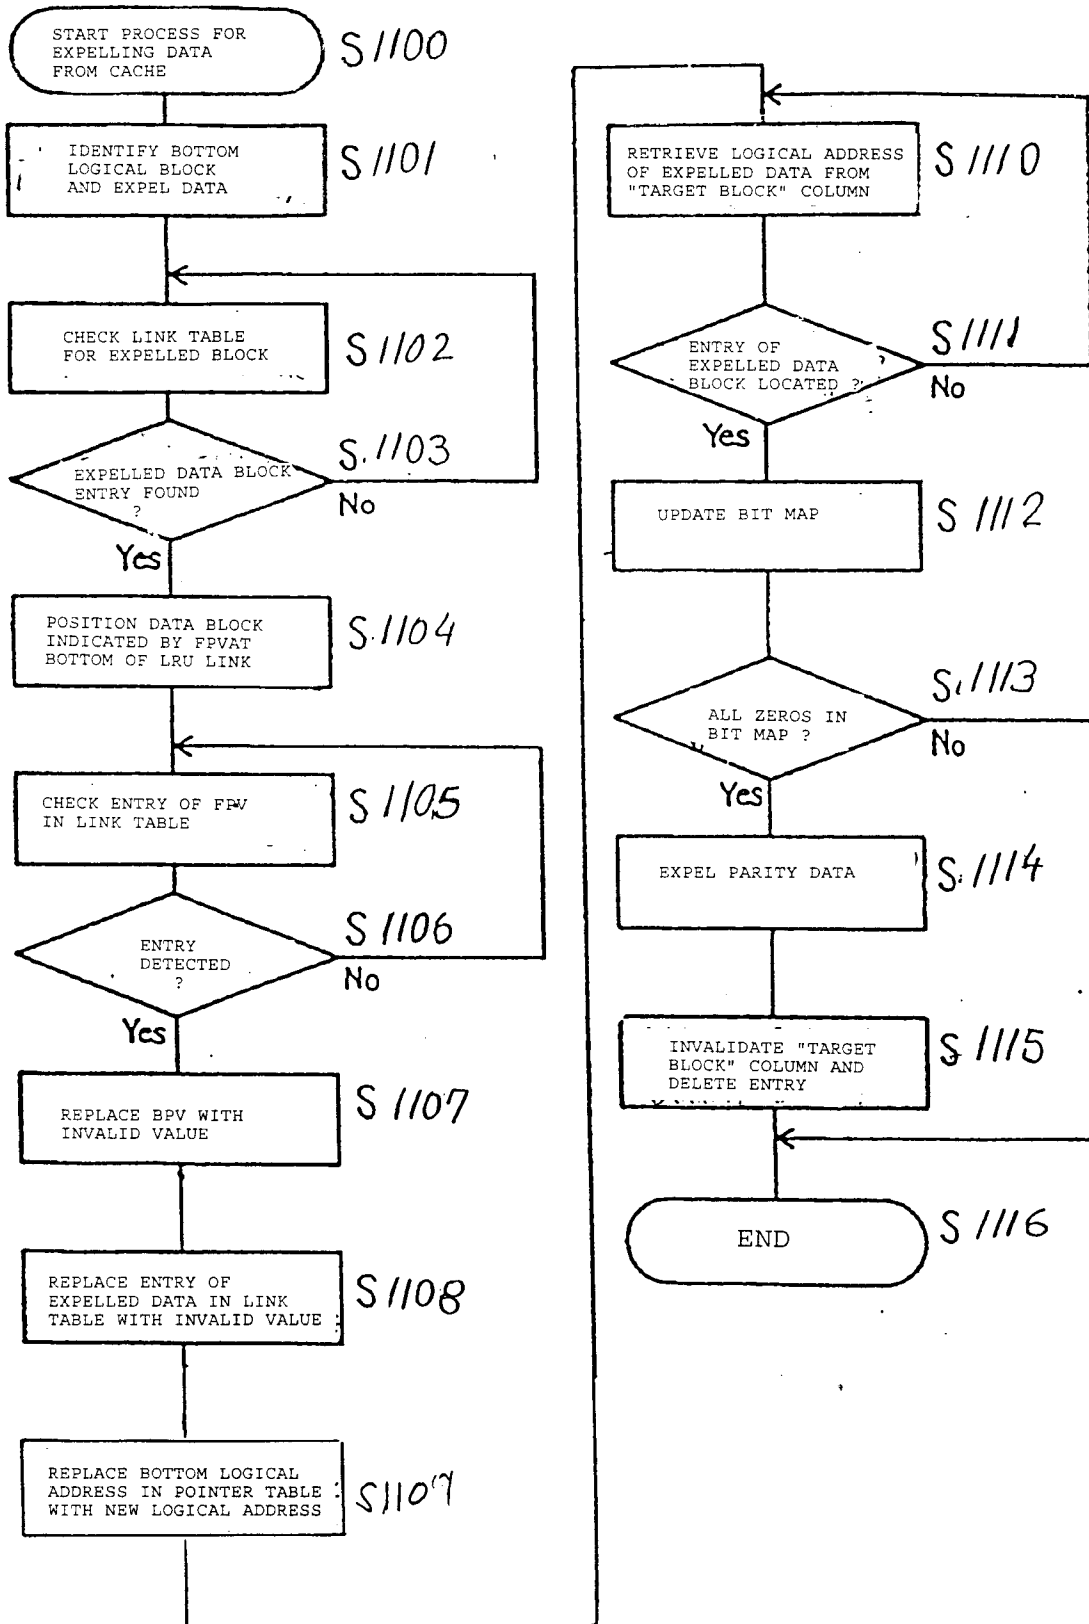 START PROCESS FOR
EXPELLING DATA
FROM CACHE
S1100
IDENTIFY BOTTOM
LOGICAL BLOCK
AND EXPEL DATA
S1101
CHECK LINK TABLE
FOR EXPELLED BLOCK
S1102
EXPELLED DATA BLOCK
ENTRY FOUND
?
S.1103
No
Yes
POSITION DATA BLOCK
INDICATED BY FPVAT
BOTTOM OF LRU LINK
S.1104
CHECK ENTRY OF FPV
IN LINK TABLE
S1105
ENTRY
DETECTED
?
S1106
No
Yes
REPLACE BPV WITH
INVALID VALUE
S1107
REPLACE ENTRY OF
EXPELLED DATA IN LINK
TABLE WITH INVALID VALUE
S1108
REPLACE BOTTOM LOGICAL
ADDRESS IN POINTER TABLE
WITH NEW LOGICAL ADDRESS
RETRIEVE LOGICAL ADDRESS
OF EXPELLED DATA FROM
"TARGET BLOCK" COLUMN
S1110
ENTRY OF
EXPELLED DATA
BLOCK LOCATED ?
S1111
No
Yes
UPDATE BIT MAP
S1112
ALL ZEROS IN
BIT MAP ?
S.1113
No
Yes
EXPEL PARITY DATA
S.1114
INVALIDATE "TARGET
BLOCK" COLUMN AND
DELETE ENTRY
S1115
END
S1116